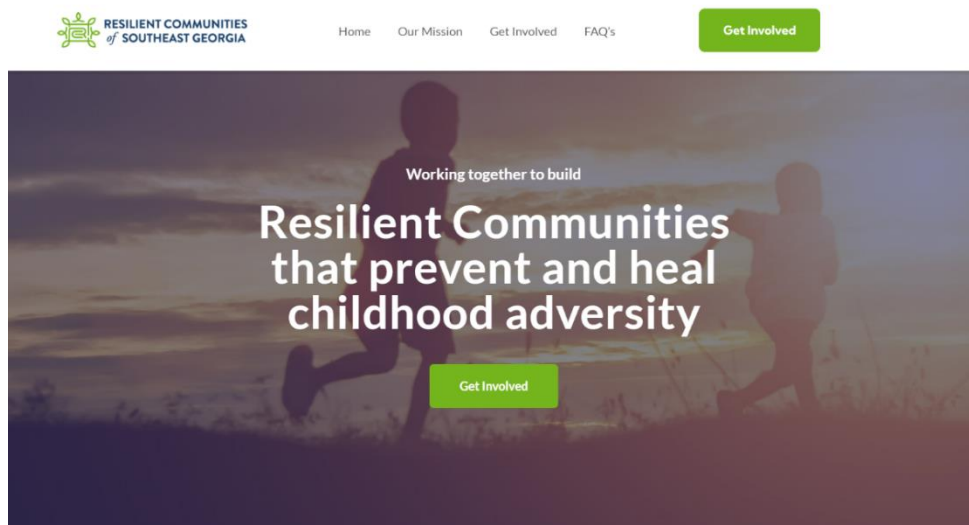 RESILIENT COMMUNITIES
of SOUTHEAST GEORGIA
Home Our Mission Get Involved FAQ's
Get Involved
Working together to build
Resilient Communities
that prevent and heal
childhood adversity
Get Involved